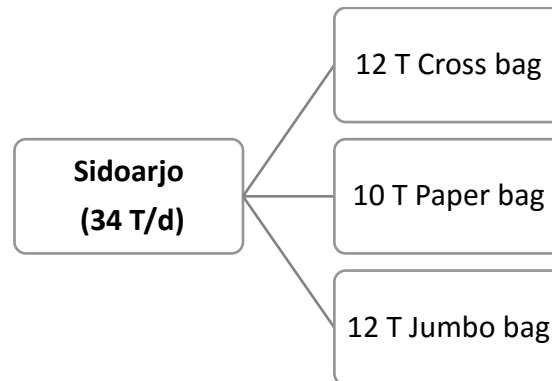 12 T Cross bag
Sidoarjo
(34 T/d)
10 T Paper bag
12 T Jumbo bag